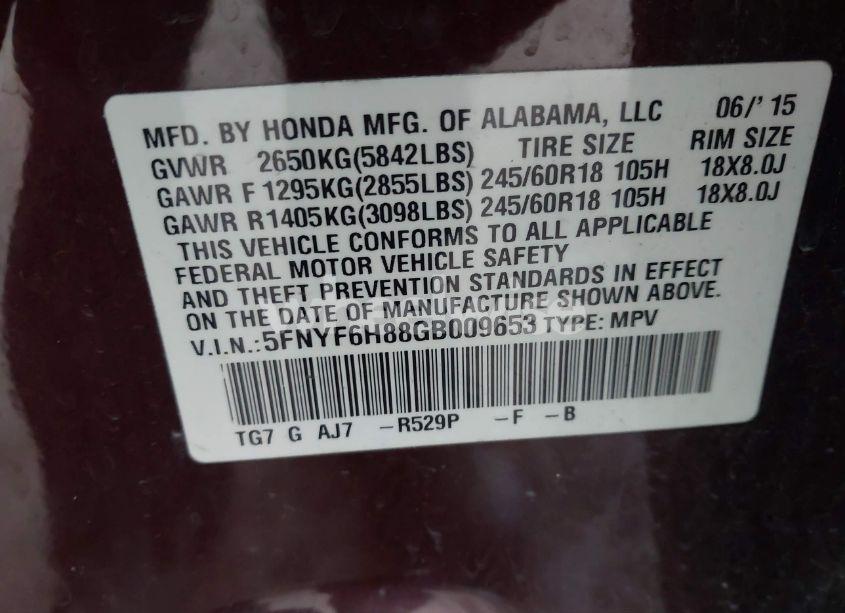 MFD. BY HONDA MFG. OF ALABAMA, LLC 06/' 15
GVWR 2650KG(5842LBS) TIRE SIZE RIM SIZE
GAWR F 1295KG(2855LBS) 245/60R18 105H 18X8.0J
GAWR R1405KG(3098LBS) 245/60R18 105H 18X8.0J
THIS VEHICLE CONFORMS TO ALL APPLICABLE
FEDERAL MOTOR VEHICLE SAFETY
AND THEFT PREVENTION STANDARDS IN EFFECT
ON THE DATE OF MANUFACTURE SHOWN ABOVE.
V.I.N.:5FNYF6H88GB009653 TYPE: MPV
TG7 G AJ7 -R529P -F -B